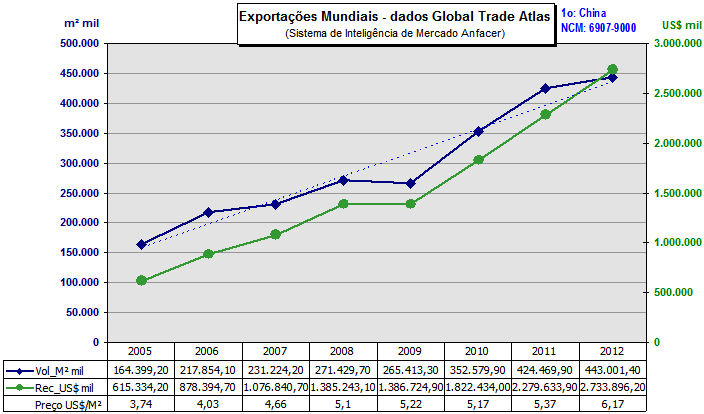 m² mil
Exportações Mundiais - dados Global Trade Atlas
(Sistema de Inteligência de Mercado Anfacer)
1o: China
NCM: 6907-9000
US$ mil
500.000
450.000
400.000
350.000
300.000
250.000
200.000
150.000
100.000
50.000
0
3.000.000
2.500.000
2.000.000
1.500.000
1.000.000
500.000
0
2005 2006 2007 2008 2009 2010 2011 2012
Vol_M² mil 164.399,20 217.854,10 231.224,20 271.429,70 265.413,30 352.579,90 424.469,90 443.001,40
Rec_US$ mil 615.334,20 878.394,70 1.076.840,70 1.385.243,10 1.386.724,90 1.822.434,00 2.279.633,90 2.733.896,20
Preço US$/M² 3,74 4,03 4,66 5,1 5,22 5,17 5,37 6,17